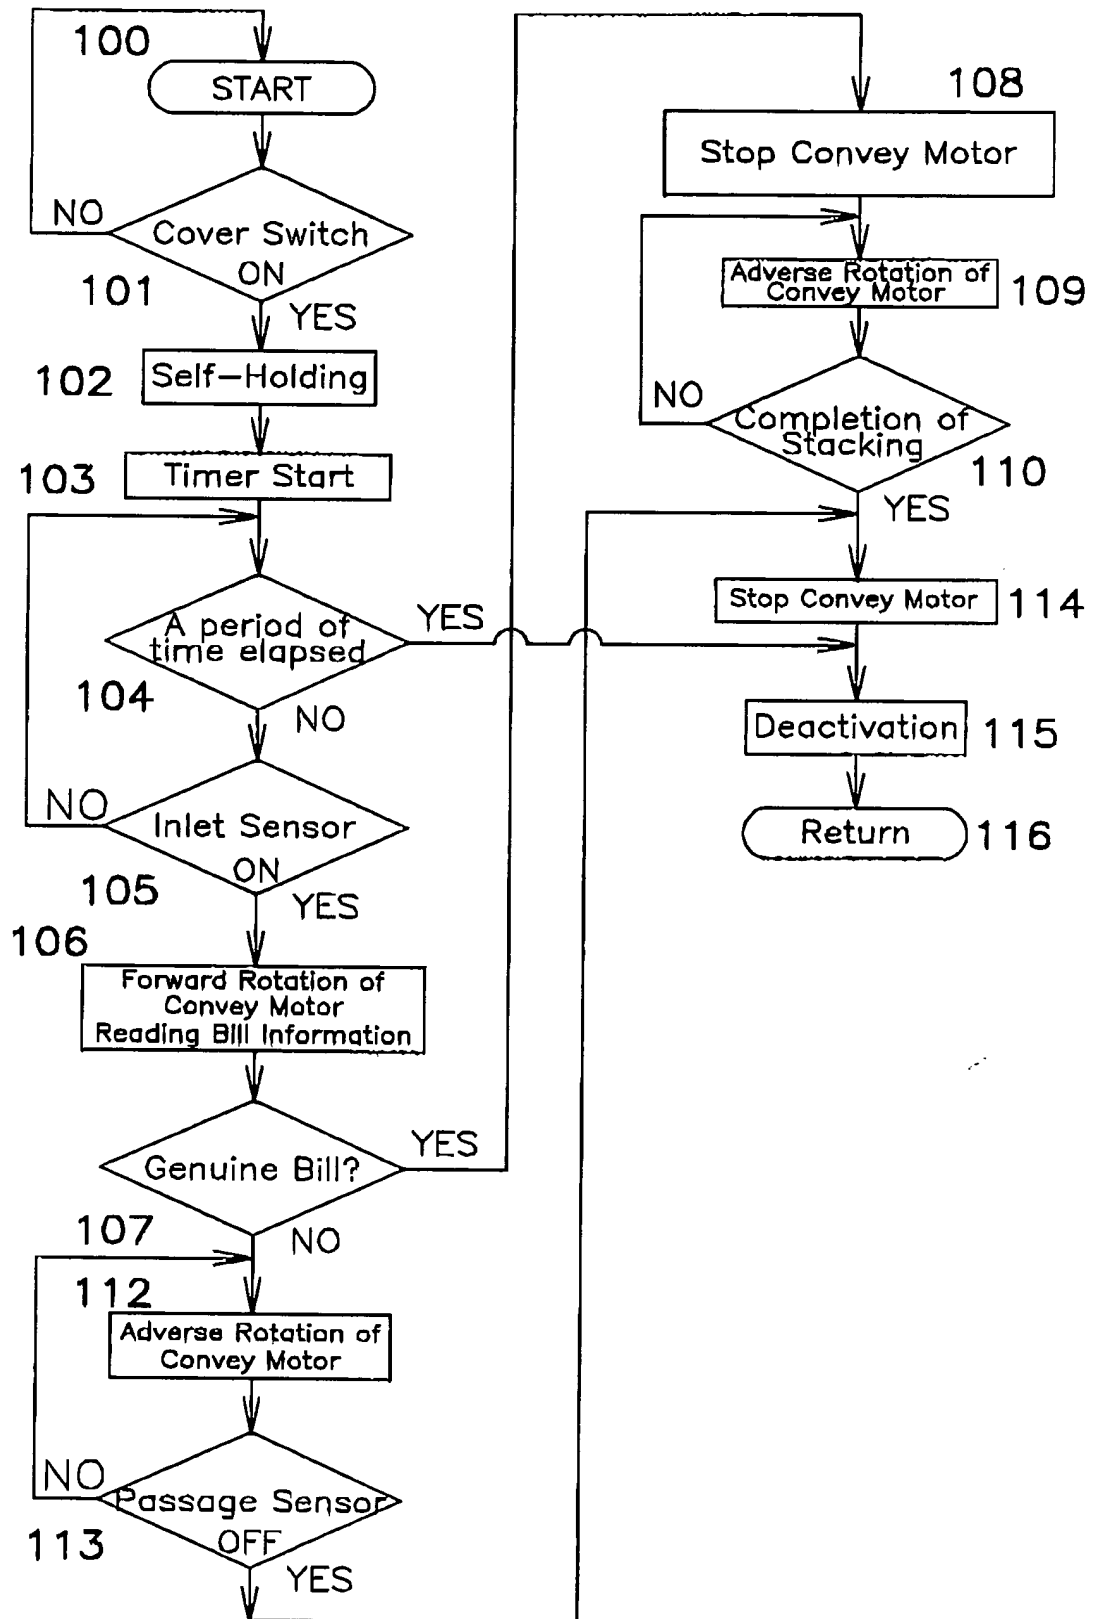 100
START
NO
Cover Switch
ON
101
YES
102
Self-Holding
103
Timer Start
A period of
time elapsed
YES
104
NO
NO
Inlet Sensor
ON
105
YES
106
Forward Rotation of
Convey Motor
Reading Bill Information
Genuine Bill?
YES
107
NO
112
Adverse Rotation of
Convey Motor
NO
Passage Sensor
OFF
113
YES
108
Stop Convey Motor
Adverse Rotation of
Convey Motor
109
NO
Completion of
Stacking
110
YES
Stop Convey Motor
114
Deactivation
115
Return
116